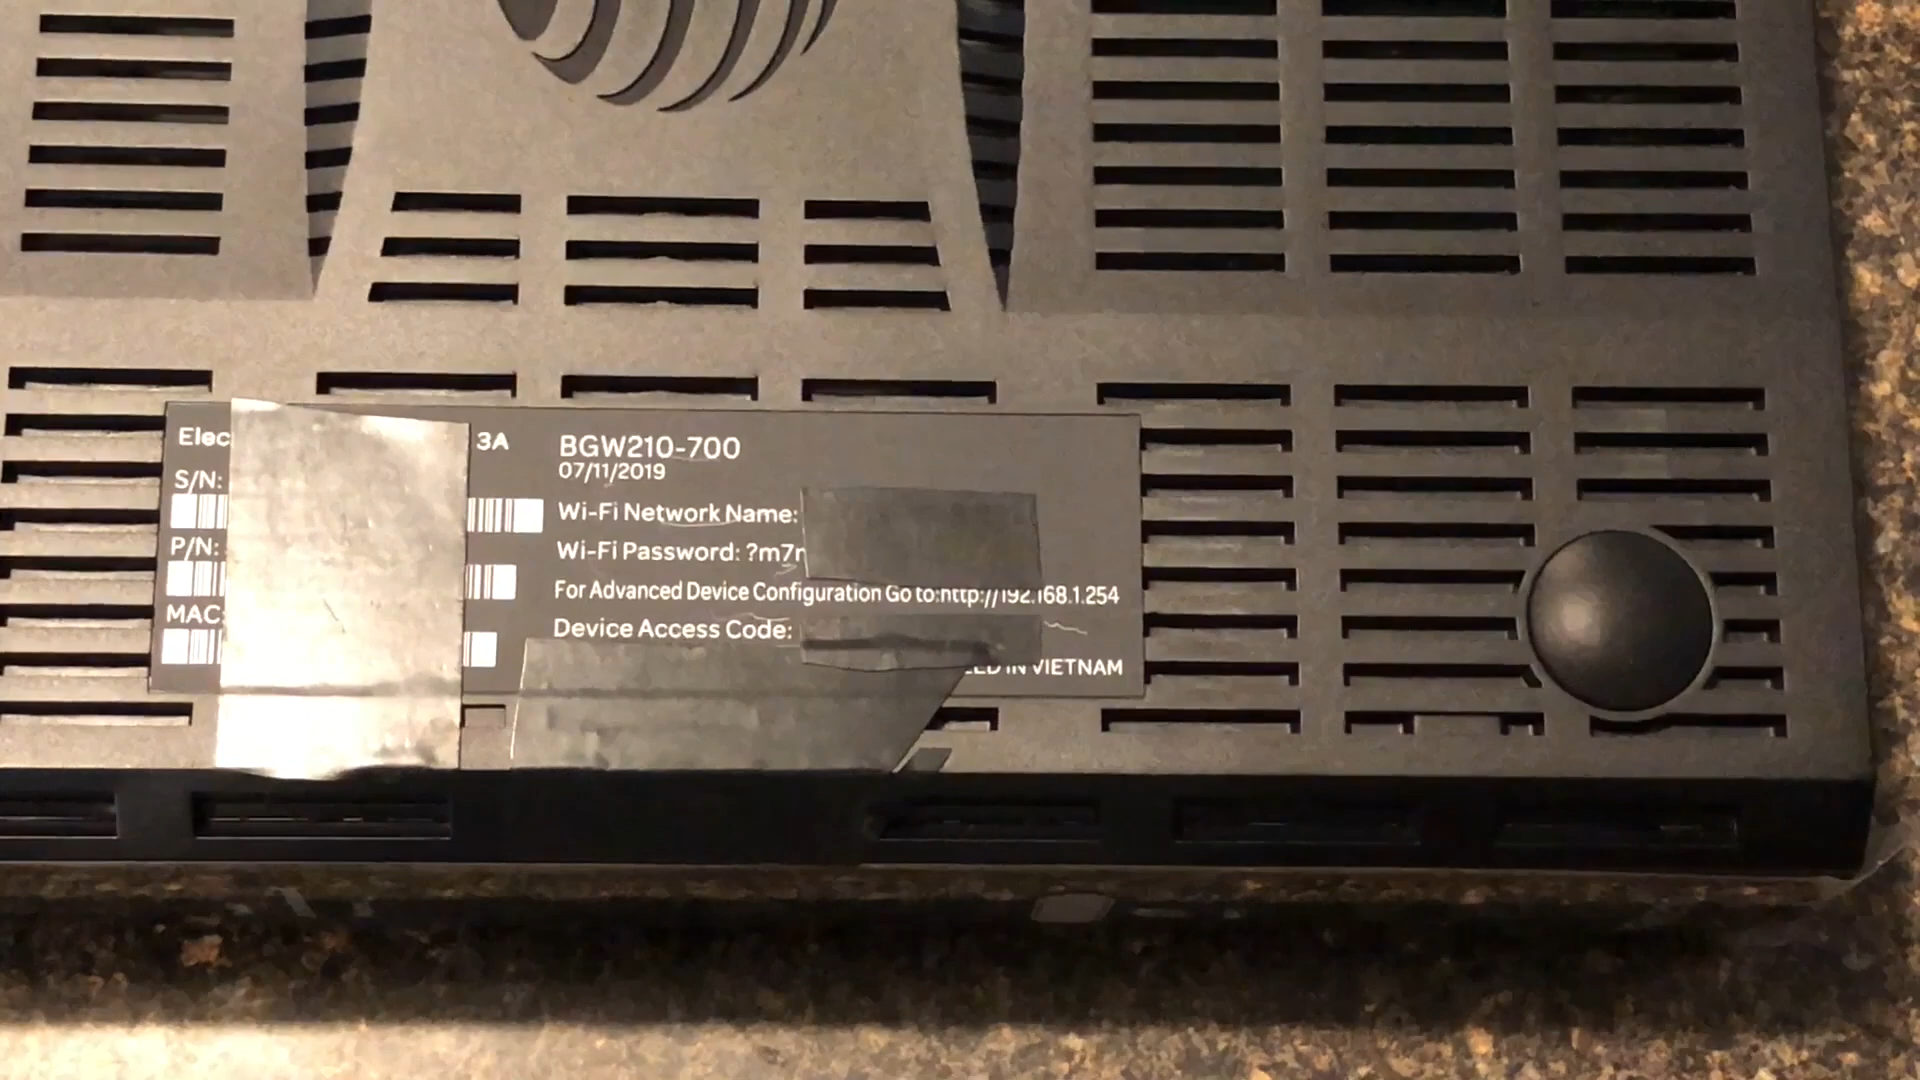 Elec
3A
S/N:
P/N:
MAC:
BGW210-700
07/11/2019
Wi-Fi Network Name:
Wi-Fi Password: ?m7r
For Advanced Device Configuration Go to:http://192.168.1.254
Device Access Code:
IN VIETNAM